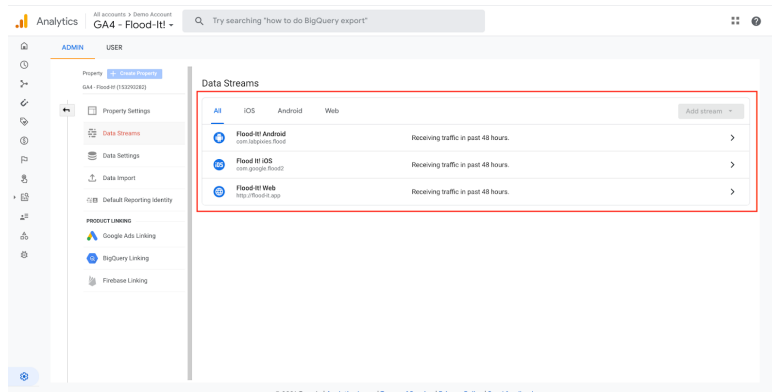 Analytics
All accounts > Demo Account
GA4 - Flood-It!
Try searching "how to do BigQuery export"
ADMIN
USER
Property
Create Property
GA4 - Flood-It! (153293282)
Property Settings
Data Streams
Data Settings
Data Import
Default Reporting Identity
PRODUCT LINKING
Google Ads Linking
BigQuery Linking
Firebase Linking
Data Streams
All
iOS
Android
Web
Add stream
Flood-It! Android
com.labpixies.flood
Receiving traffic in past 48 hours.
iOS
Flood It! iOS
com.google.flood2
Receiving traffic in past 48 hours.
Flood-It! Web
http://flood-it.app
Receiving traffic in past 48 hours.